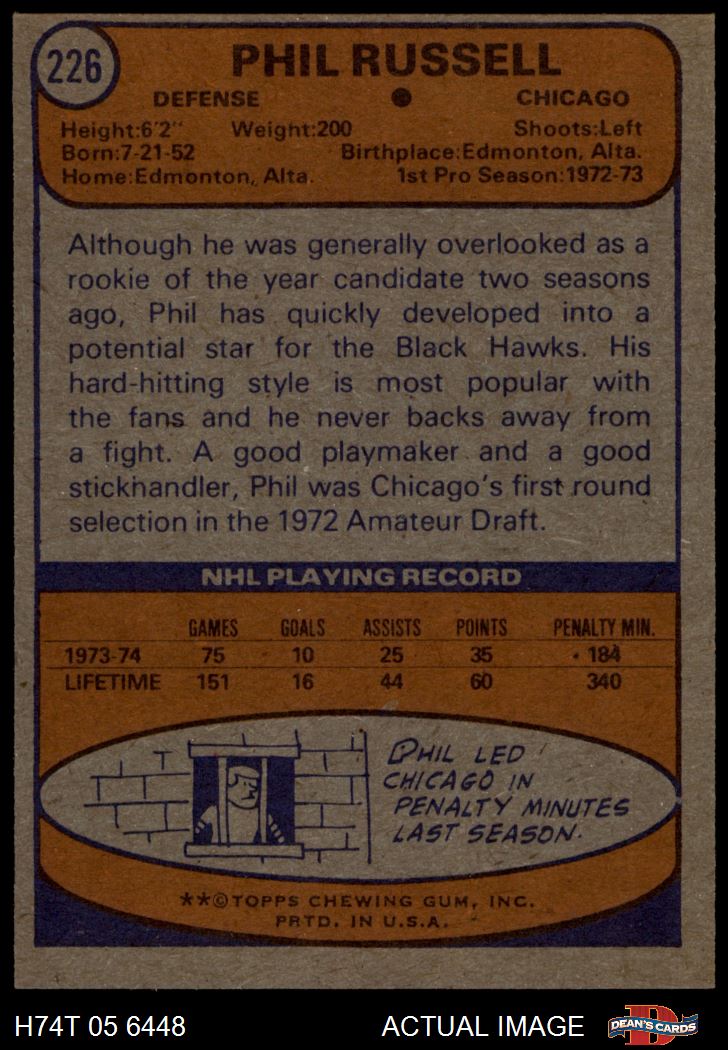 226
PHIL RUSSELL
DEFENSE ● CHICAGO
Height:6'2" Weight:200 Shoots:Left
Born:7-21-52 Birthplace:Edmonton, Alta.
Home:Edmonton, Alta. 1st Pro Season:1972-73
Although he was generally overlooked as a
rookie of the year candidate two seasons
ago, Phil has quickly developed into a
potential star for the Black Hawks. His
hard-hitting style is most popular with
the fans and he never backs away from
a fight. A good playmaker and a good
stickhandler, Phil was Chicago's first round
selection in the 1972 Amateur Draft.
NHL PLAYING RECORD
GAMES GOALS ASSISTS POINTS PENALTY MIN.
1973-74 75 10 25 35 184
LIFETIME 151 16 44 60 340
PHIL LED
CHICAGO IN
PENALTY MINUTES
LAST SEASON.
**©TOPPS CHEWING GUM, INC.
PRTD. IN U.S.A.
H74T 05 6448 ACTUAL IMAGE D DEAN'S CARDS